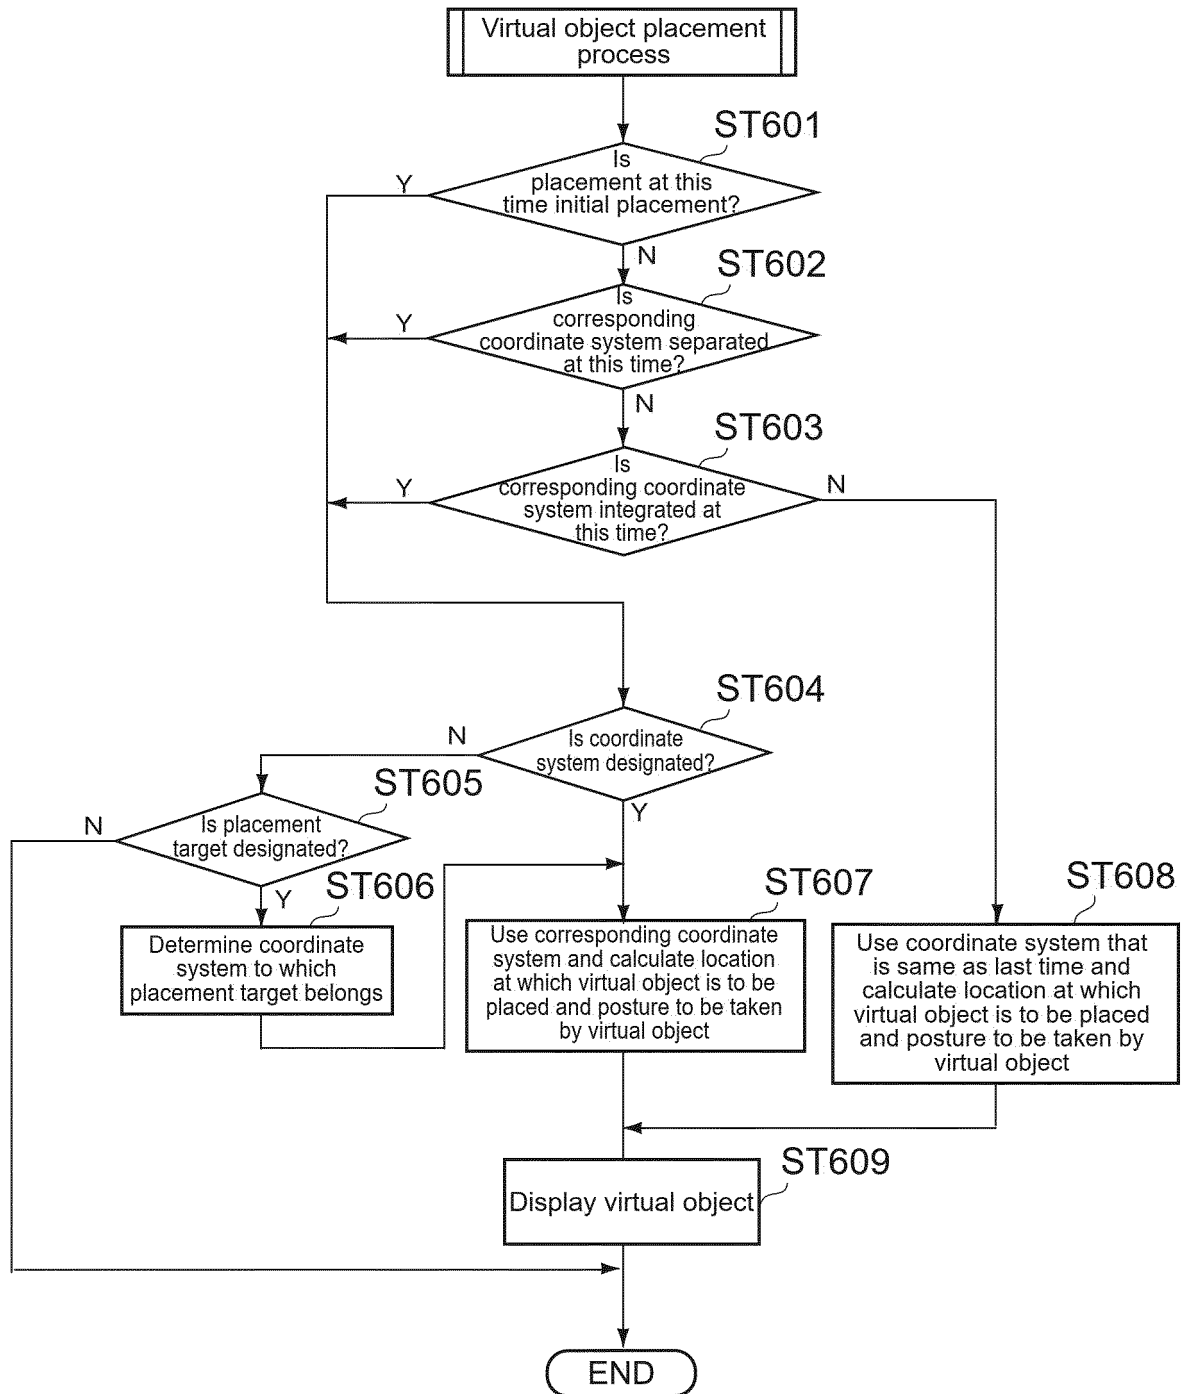 Virtual object placement
process
ST601
Is
placement at this
time initial placement?
Y
N
ST602
Is
corresponding
coordinate system separated
at this time?
Y
N
ST603
Is
corresponding coordinate
system integrated at
this time?
Y
N
ST604
Is coordinate
system designated?
N
Y
ST605
Is placement
target designated?
N
Y
ST606
Determine coordinate
system to which
placement target belongs
ST607
Use corresponding coordinate
system and calculate location
at which virtual object is to be
placed and posture to be taken
by virtual object
ST608
Use coordinate system that
is same as last time and
calculate location at which
virtual object is to be placed
and posture to be taken by
virtual object
ST609
Display virtual object
END